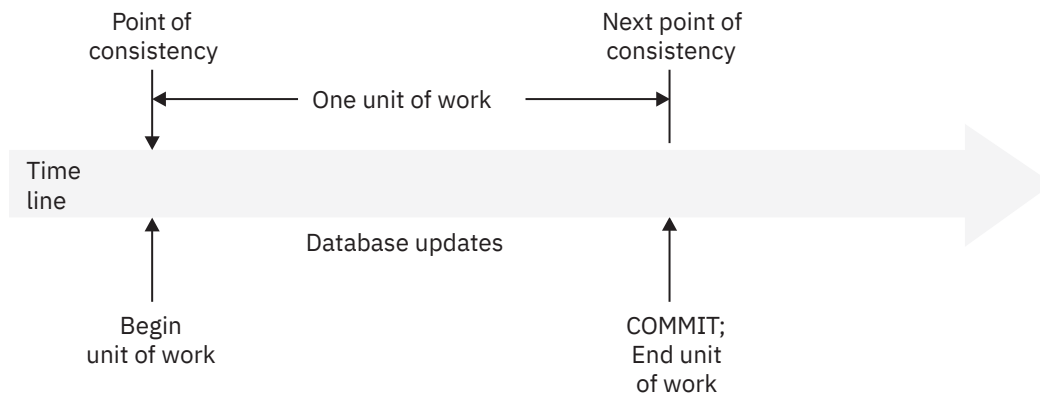 Point of
consistency
Next point of
consistency
One unit of work
Time
line
Database updates
Begin
unit of work
COMMIT;
End unit
of work